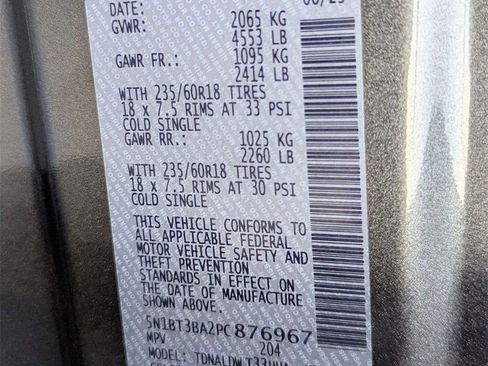 DATE:
GVWR: 2065 KG
4553 LB
GAWR FR.: 1095 KG
2414 LB
WITH 235/60R18 TIRES
18 x 7.5 RIMS AT 33 PSI
COLD SINGLE
GAWR RR.: 1025 KG
2260 LB
WITH 235/60R18 TIRES
18 x 7.5 RIMS AT 30 PSI
COLD SINGLE
THIS VEHICLE CONFORMS TO
ALL APPLICABLE FEDERAL
MOTOR VEHICLE SAFETY AND
THEFT PREVENTION
STANDARDS IN EFFECT ON
THE DATE OF MANUFACTURE
SHOWN ABOVE.
5N1BT3BA2PC876967
MPV 204
MODEL: